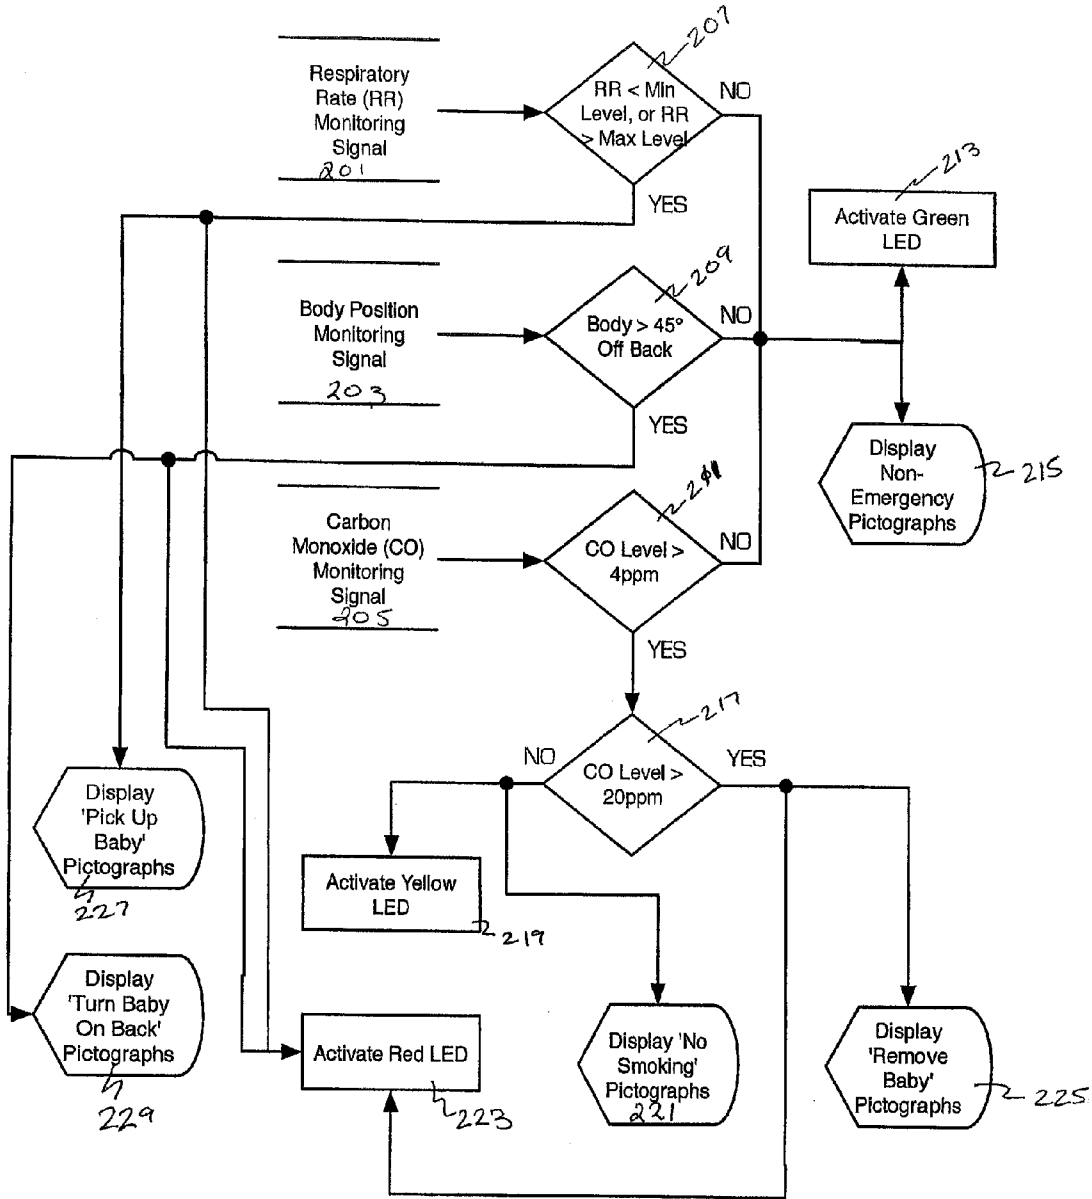 207
Respiratory
Rate (RR)
Monitoring
Signal
201
RR < Min
Level, or RR
> Max Level
NO
YES
213
Activate Green
LED
209
Body Position
Monitoring
Signal
203
Body > 45°
Off Back
NO
YES
Display
Non-
Emergency
Pictographs
215
211
Carbon
Monoxide (CO)
Monitoring
Signal
205
CO Level >
4ppm
NO
YES
217
NO
CO Level >
20ppm
YES
Display
'Pick Up
Baby'
Pictographs
227
Activate Yellow
LED
219
Display
'Turn Baby
On Back'
Pictographs
229
Activate Red LED
223
Display 'No
Smoking'
Pictographs
221
Display
'Remove
Baby'
Pictographs
225